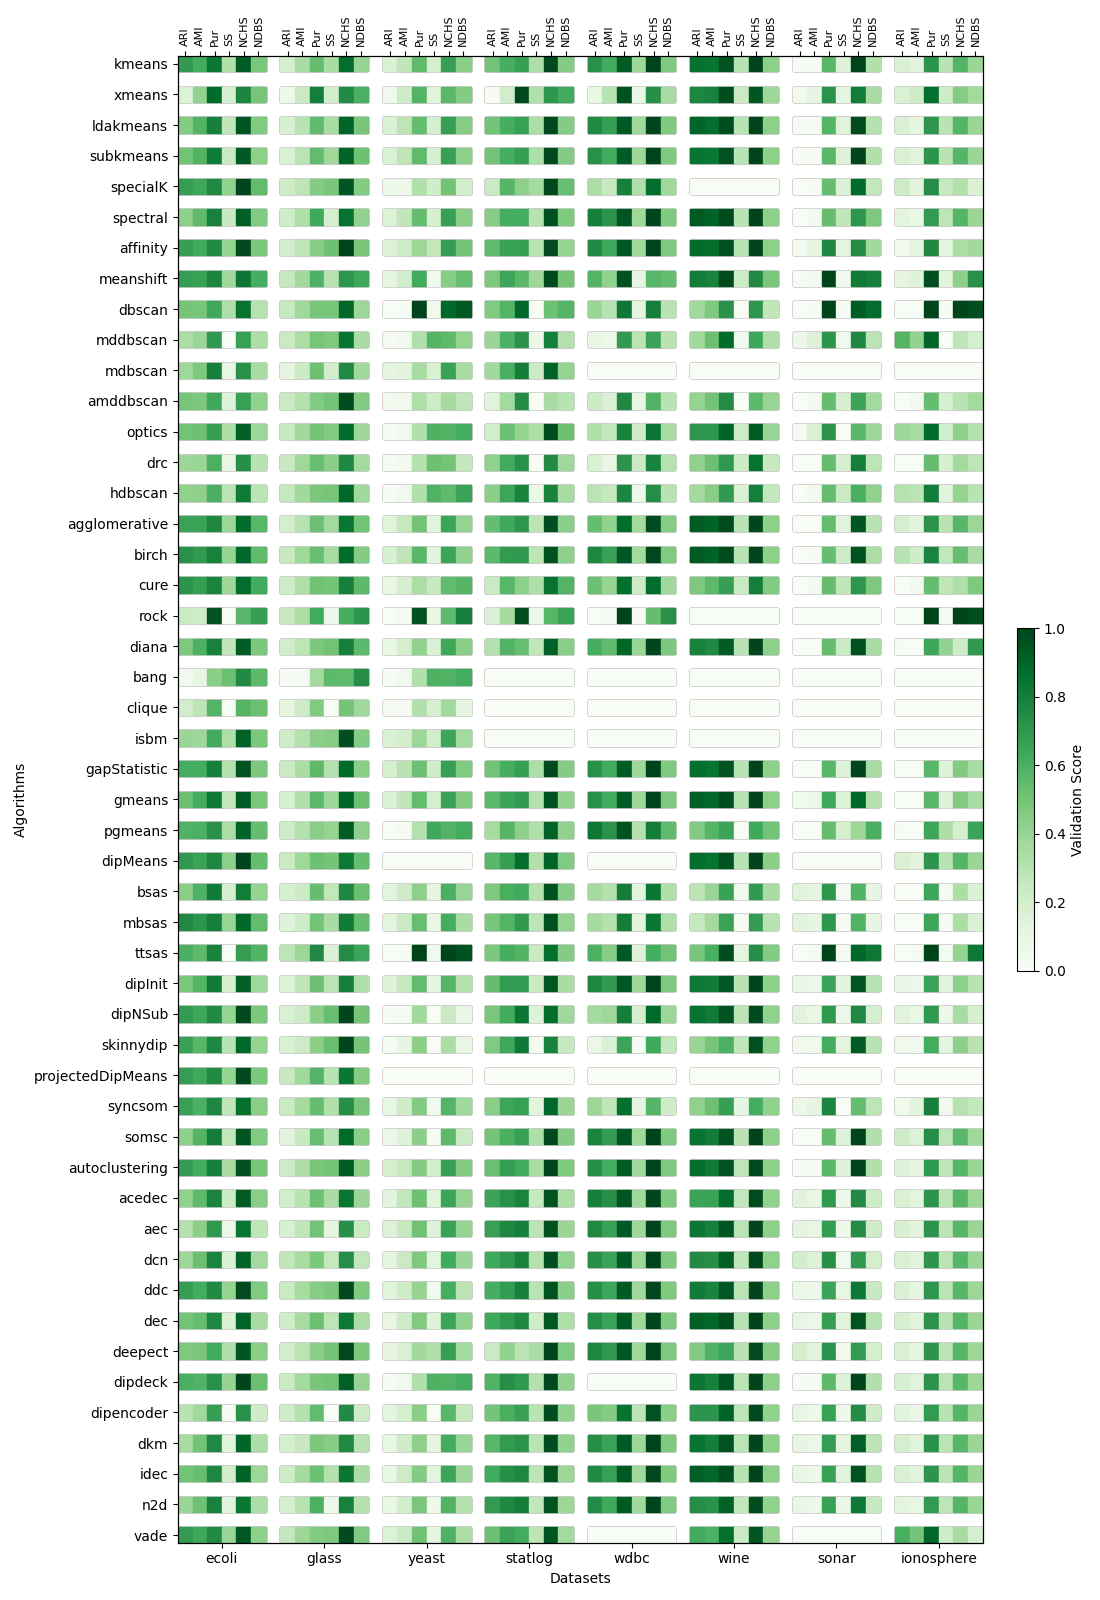 ARI AMI Pur SS NCHS NDBS ARI AMI Pur SS NCHS NDBS ARI AMI Pur SS NCHS NDBS ARI AMI Pur SS NCHS NDBS ARI AMI Pur SS NCHS NDBS ARI AMI Pur SS NCHS NDBS ARI AMI Pur SS NCHS NDBS ARI AMI Pur SS NCHS NDBS
kmeans
xmeans
ldakmeans
subkmeans
specialK
spectral
affinity
meanshift
dbscan
mddbscan
mdbscan
amddbscan
optics
drc
hdbscan
agglomerative
birch
cure
rock
diana
bang
clique
isbm
gapStatistic
gmeans
pgmeans
dipMeans
bsas
mbsas
ttsas
dipInit
dipNSub
skinnydip
projectedDipMeans
syncsom
somsc
autoclustering
acedec
aec
dcn
ddc
dec
deepect
dipdeck
dipencoder
dkm
idec
n2d
vade
Algorithms
ecoli glass yeast statlog wdbc wine sonar ionosphere
Datasets
1.0
0.8
0.6
0.4
0.2
0.0
Validation Score